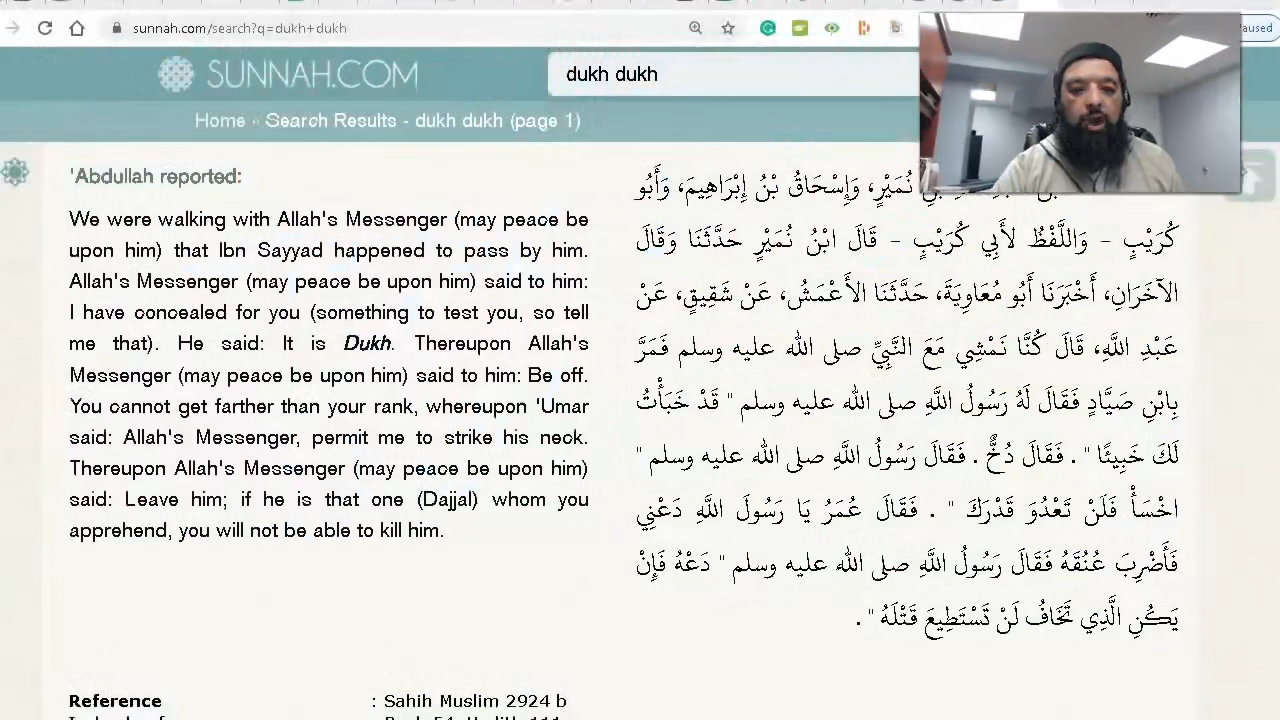 sunnah.com/search?q=dukh+dukh
aused
SUNNAH.COM
dukh dukh
Home » Search Results - dukh dukh (page 1)
'Abdullah reported:
We were walking with Allah's Messenger (may peace be
upon him) that Ibn Sayyad happened to pass by him.
Allah's Messenger (may peace be upon him) said to him:
I have concealed for you (something to test you, so tell
me that). He said: It is Dukh. Thereupon Allah's
Messenger (may peace be upon him) said to him: Be off.
You cannot get farther than your rank, whereupon 'Umar
said: Allah's Messenger, permit me to strike his neck.
Thereupon Allah's Messenger (may peace be upon him)
said: Leave him; if he is that one (Dajjal) whom you
apprehend, you will not be able to kill him.
نُمَيْرٍ، وَإِسْحَاقُ بْنُ إِبْرَاهِيمَ، وَأَبُو
كُرَيْبٍ - وَاللَّفْظُ لأَبِي كُرَيْبٍ - قَالَ ابْنُ نُمَيْرٍ حَدَّثَنَا وَقَالَ
الآخَرَانِ، أَخْبَرَنَا أَبُو مُعَاوِيَةَ، حَدَّثَنَا الأَعْمَشُ، عَنْ شَقِيقٍ، عَنْ
عَبْدِ اللَّهِ، قَالَ كُنَّا نَمْشِي مَعَ النَّبِيِّ صلى الله عليه وسلم فَمَرَّ
بِابْنِ صَيَّادٍ فَقَالَ لَهُ رَسُولُ اللَّهِ صلى الله عليه وسلم " قَدْ خَبَأْتُ
لَكَ خَبِيئًا " . فَقَالَ دُخٌّ . فَقَالَ رَسُولُ اللَّهِ صلى الله عليه وسلم "
اخْسَأْ فَلَنْ تَعْدُوَ قَدْرَكَ " . فَقَالَ عُمَرُ يَا رَسُولَ اللَّهِ دَعْنِي
فَأَضْرِبَ عُنُقَهُ فَقَالَ رَسُولُ اللَّهِ صلى الله عليه وسلم " دَعْهُ فَإِنْ
يَكُنِ الَّذِي تَخَافُ لَنْ تَسْتَطِيعَ قَتْلَهُ " .
Reference : Sahih Muslim 2924 b